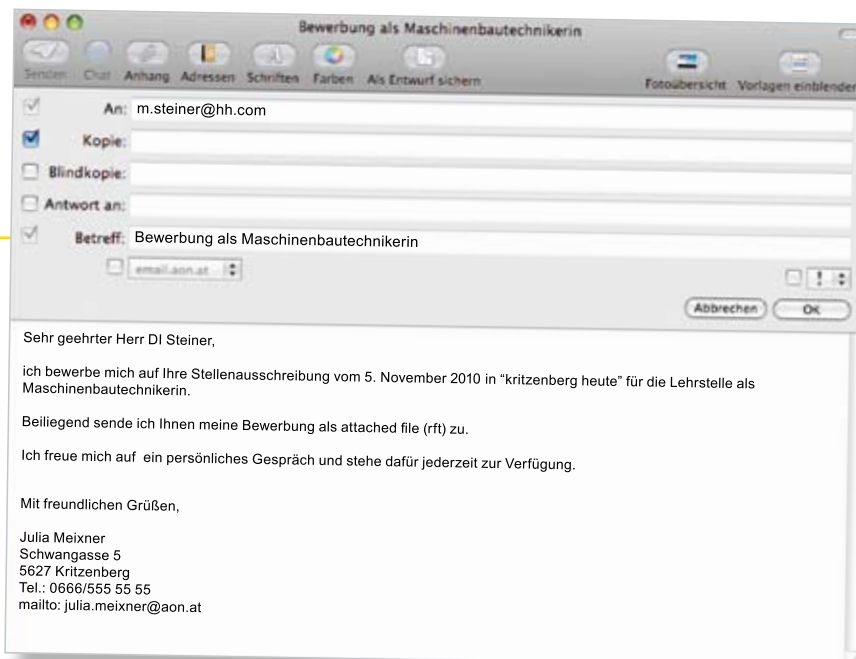 Bewerbung als Maschinenbautechnikerin
Senden Chat Anhang Adressen Schriften Farben Als Entwurf sichern Fotoübersicht Vorlagen einblenden
An: m.steiner@hh.com
Kopie:
Blindkopie:
Antwort an:
Betreff: Bewerbung als Maschinenbautechnikerin
email.aon.at !
Abbrechen OK
Sehr geehrter Herr DI Steiner,
ich bewerbe mich auf Ihre Stellenausschreibung vom 5. November 2010 in “kritzenberg heute” für die Lehrstelle als
Maschinenbautechnikerin.
Beiliegend sende ich Ihnen meine Bewerbung als attached file (rft) zu.
Ich freue mich auf  ein persönliches Gespräch und stehe dafür jederzeit zur Verfügung.
Mit freundlichen Grüßen,
Julia Meixner
Schwangasse 5
5627 Kritzenberg
Tel.: 0666/555 55 55
mailto: julia.meixner@aon.at